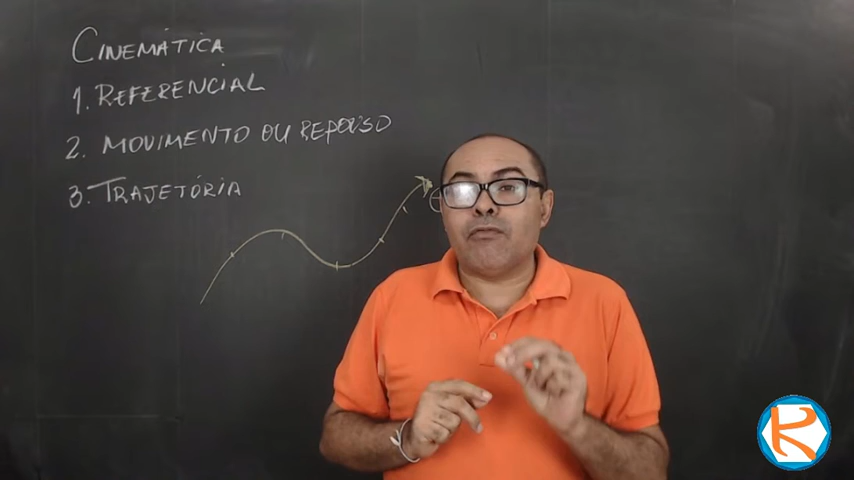 CINEMÁTICA
1. REFERENCIAL
2. MOVIMENTO OU REPOUSO
3. TRAJETÓRIA